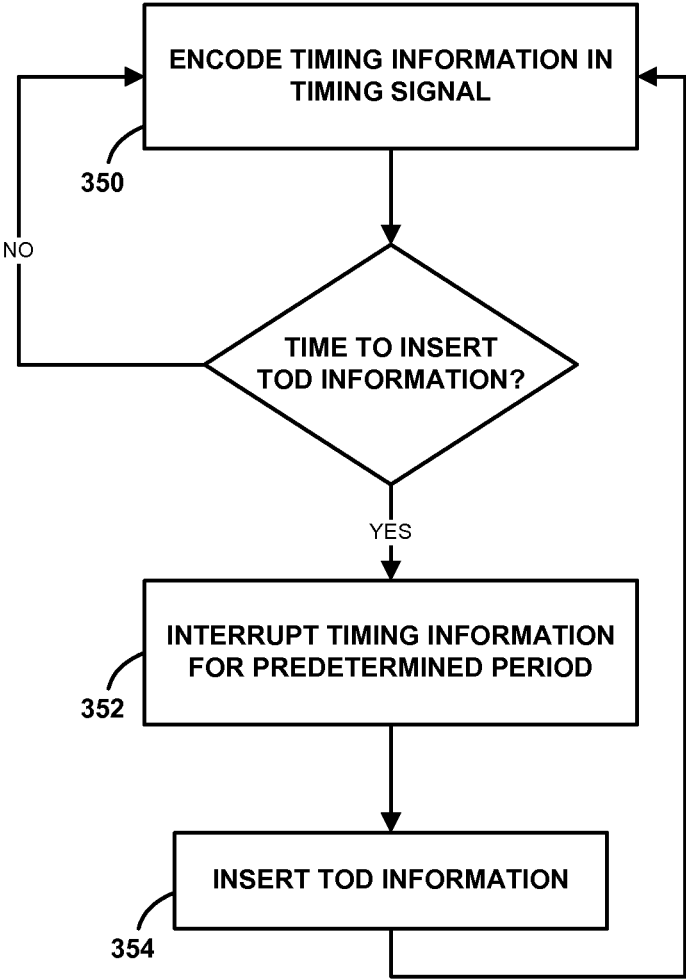 ENCODE TIMING INFORMATION IN
TIMING SIGNAL
350
NO
TIME TO INSERT
TOD INFORMATION?
YES
INTERRUPT TIMING INFORMATION
FOR PREDETERMINED PERIOD
352
INSERT TOD INFORMATION
354